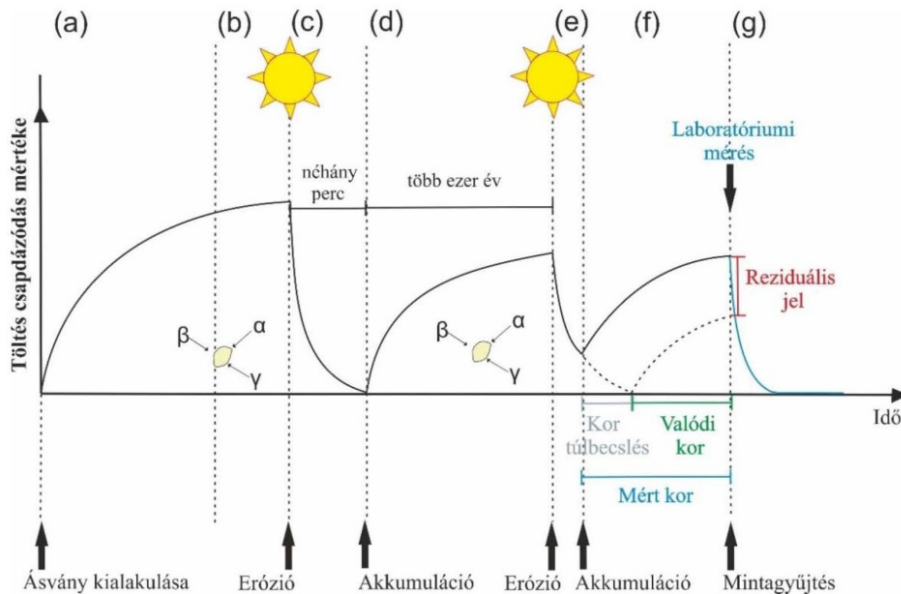 (a)
(b)
(c)
(d)
(e)
(f)
(g)
Töltés csapdázódás mértéke
néhány
perc
több ezer év
Laboratóriumi
mérés
Reziduális
jel
β
α
γ
β
α
γ
Idő
Kor
túlbecslés
Valódi
kor
Mért kor
Ásvány kialakulása
Erózió
Akkumuláció
Erózió
Akkumuláció
Mintagyűjtés